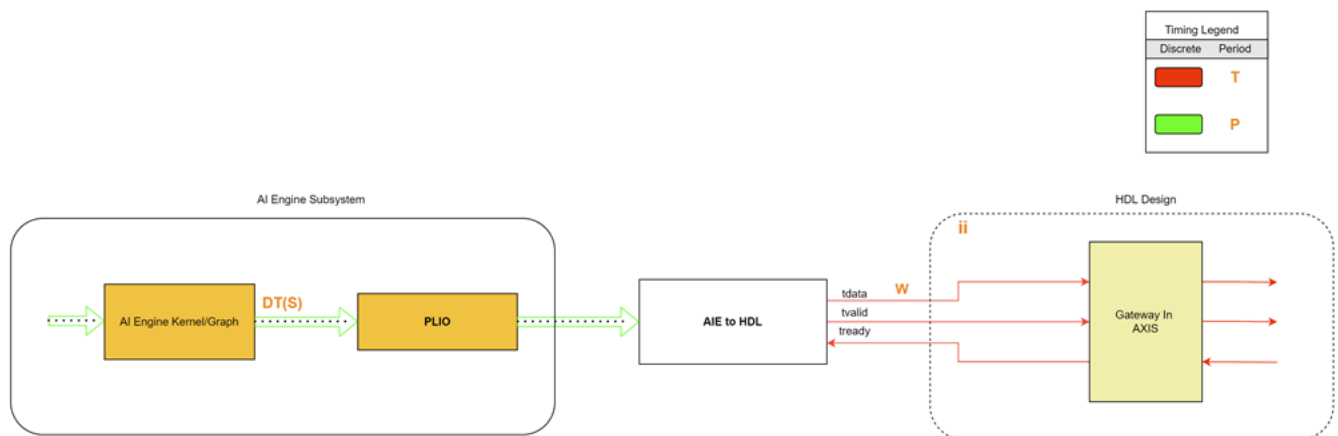 Timing Legend
Discrete Period
T
P
AI Engine Subsystem
HDL Design
ii
DT(S)
AI Engine Kernel/Graph
PLIO
AIE to HDL
tdata
W
tvalid
tready
Gateway In
AXIS